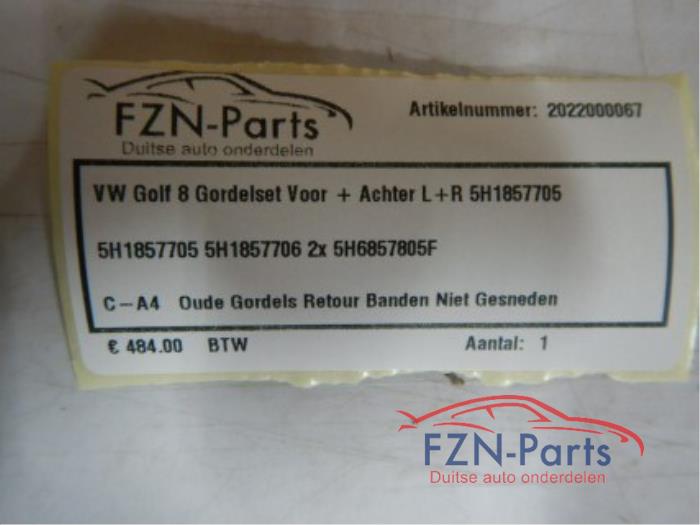 FZN-Parts
Duitse auto onderdelen
Artikelnummer: 2022000067
VW Golf 8 Gordelset Voor + Achter L+R 5H1857705
5H1857705 5H1857706 2x 5H6857805F
C-A4 Oude Gordels Retour Banden Niet Gesneden
€ 484.00 BTW Aantal: 1
FZN-Parts
Duitse auto onderdelen